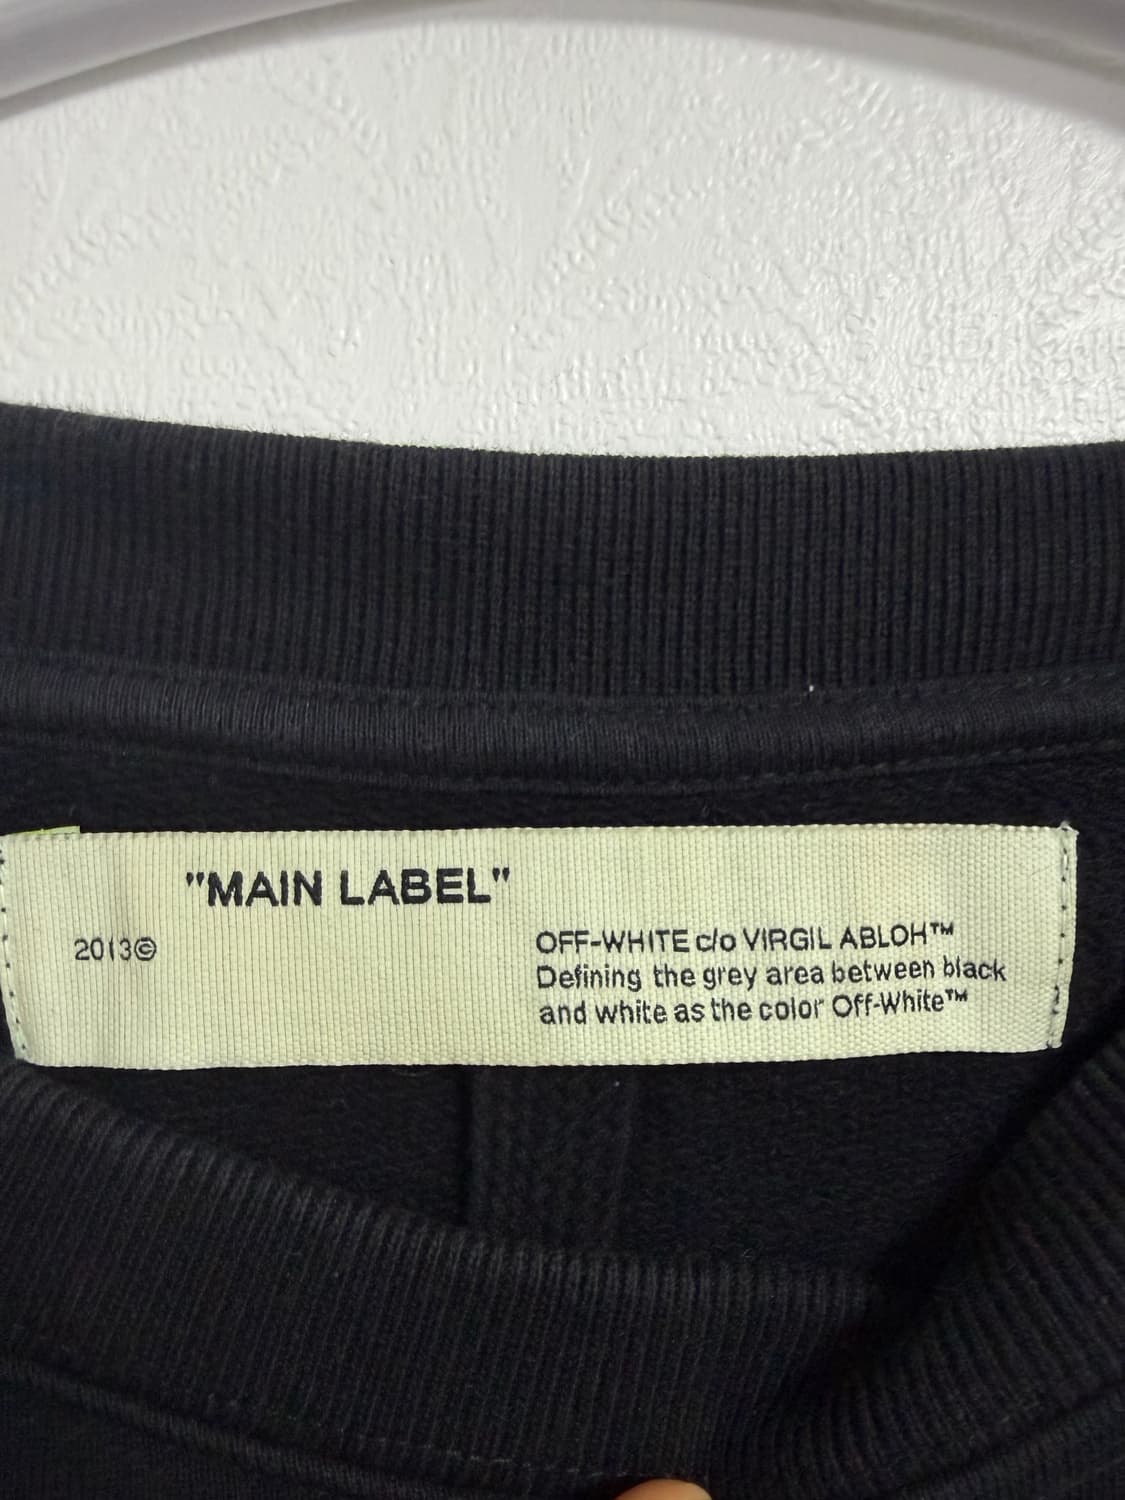 "MAIN LABEL"
2013©
OFF-WHITE c/o VIRGIL ABLOH™
Defining the grey area between black
and white as the color Off-White™